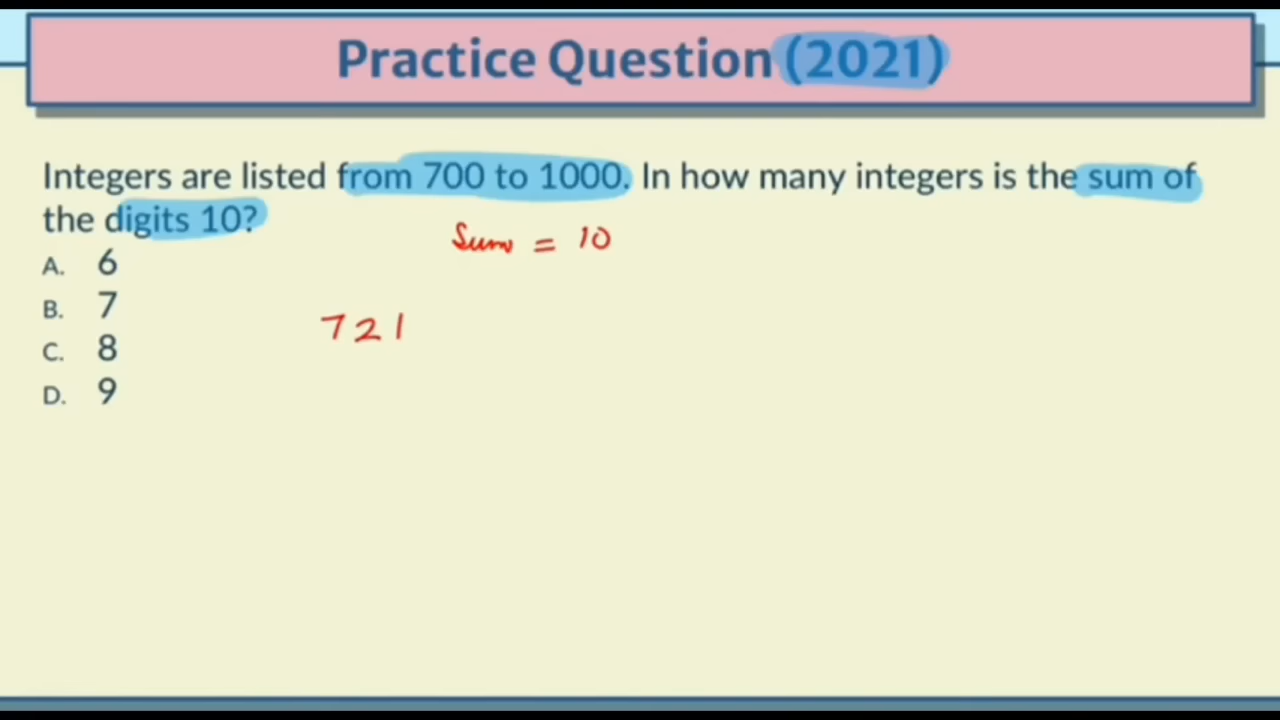 Practice Question (2021)
Integers are listed from 700 to 1000. In how many integers is the sum of
the digits 10?
Sum = 10
A. 6
B. 7
721
C. 8
D. 9